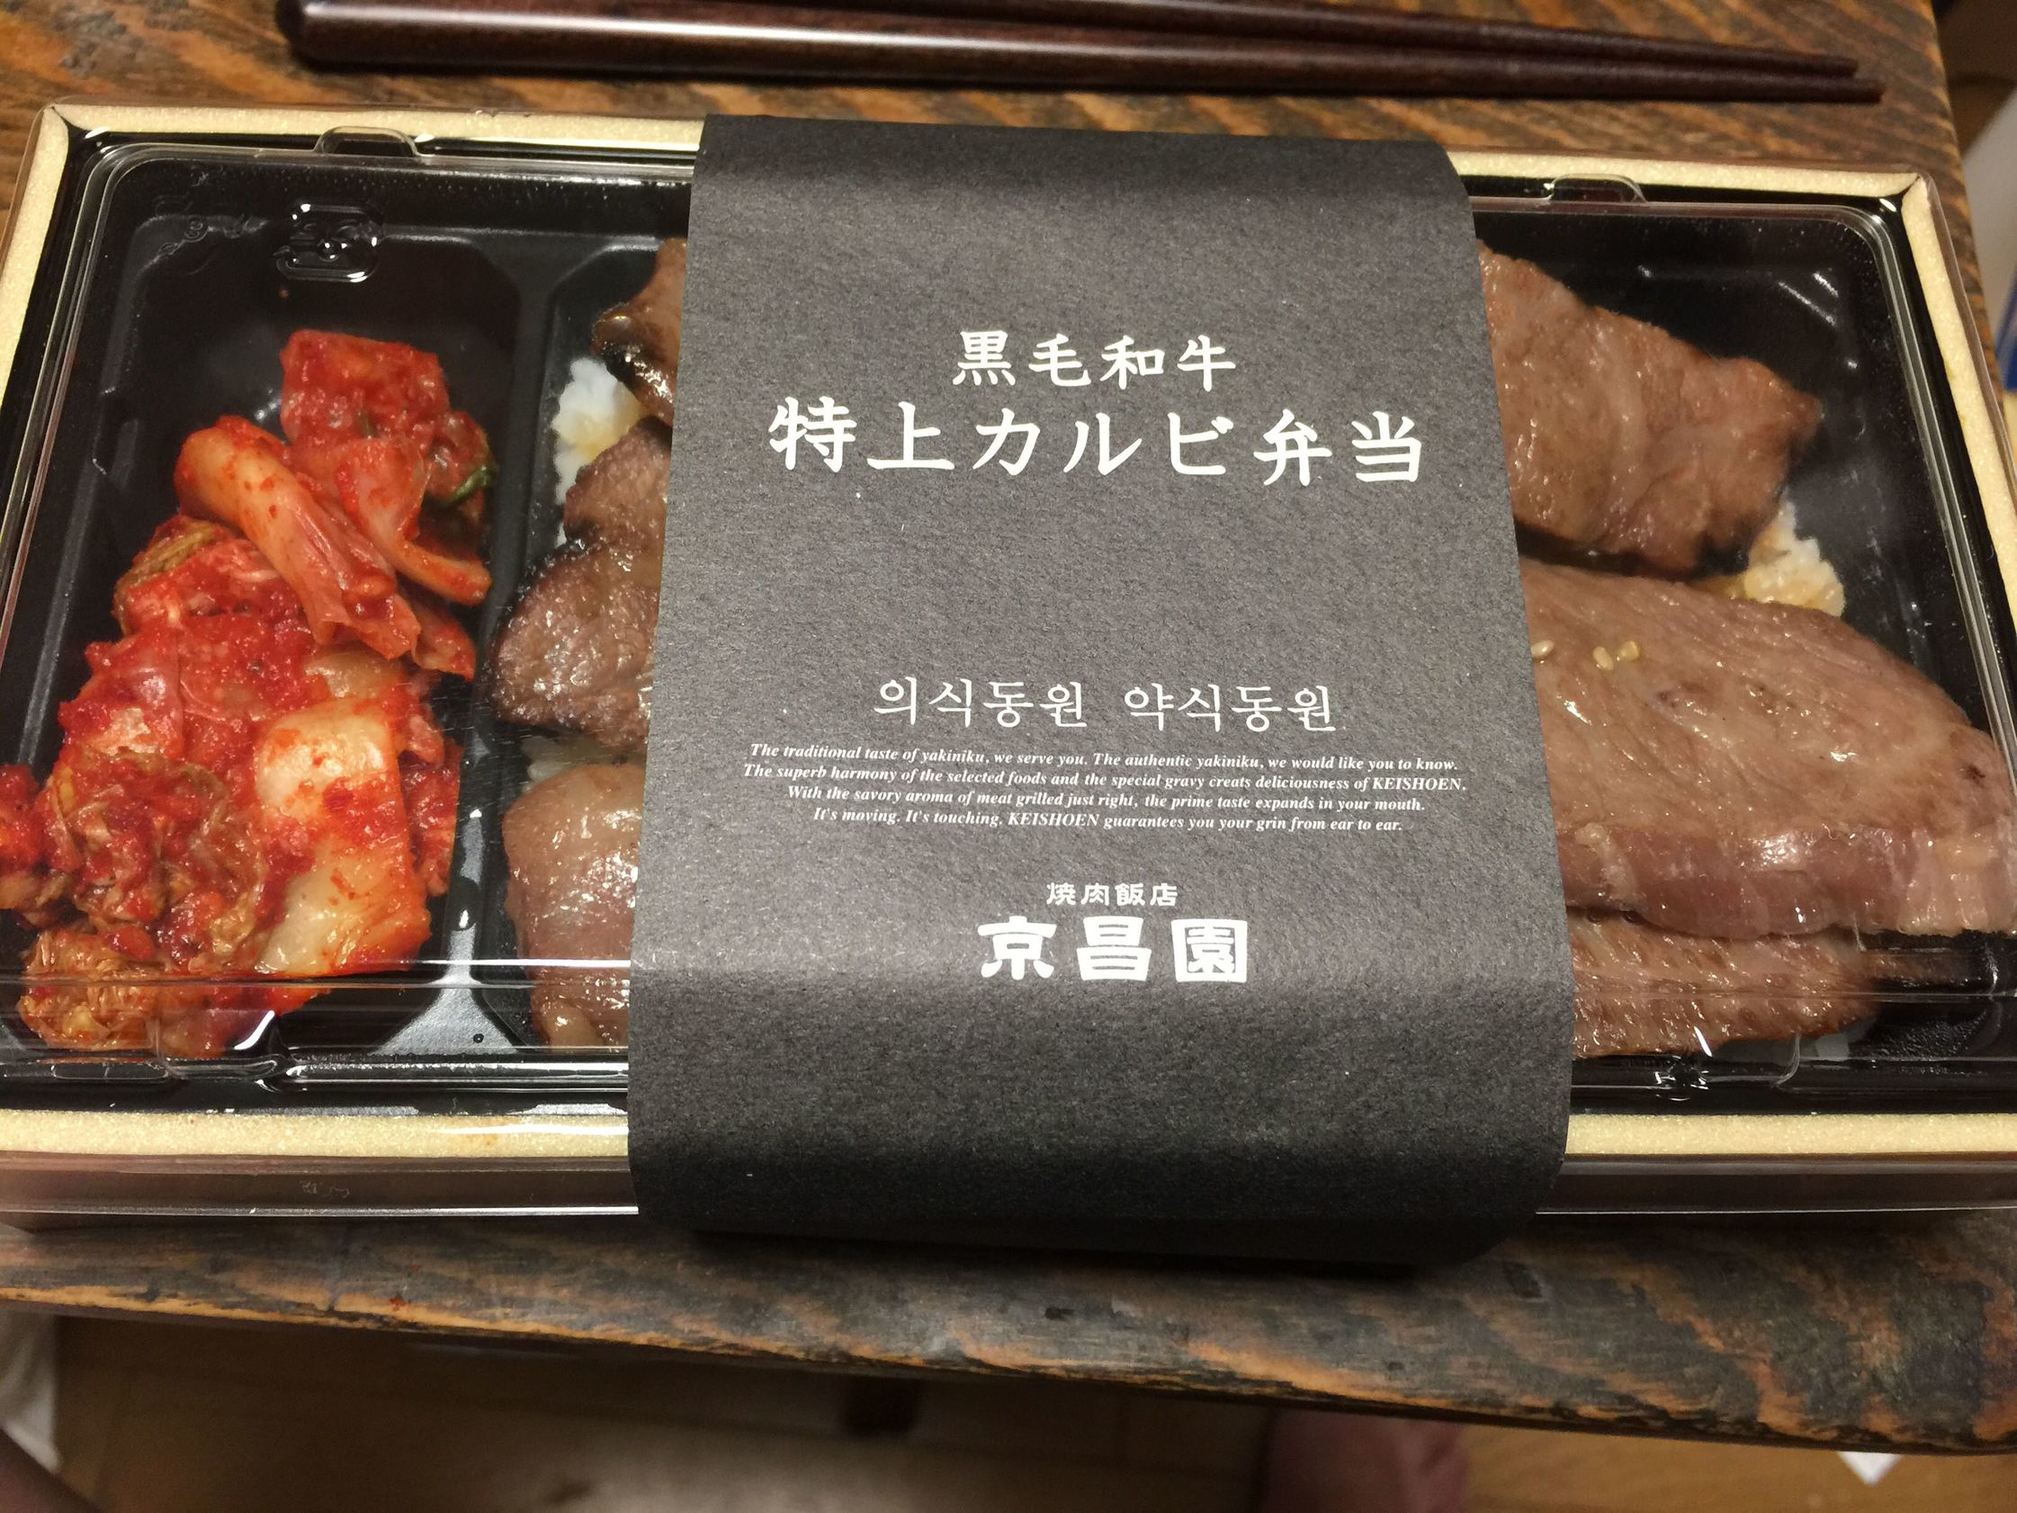 黒毛和牛
特上カルビ弁当
의식동원 약식동원
The traditional taste of yakiniku, we serve you. The authentic yakiniku, we would like you to know.
The superb harmony of the selected foods and the special gravy creats deliciousness of KEISHOEN.
With the savory aroma of meat grilled just right, the prime taste expands in your mouth.
It's moving. It's touching. KEISHOEN guarantees you your grin from ear to ear.
焼肉飯店
京昌園